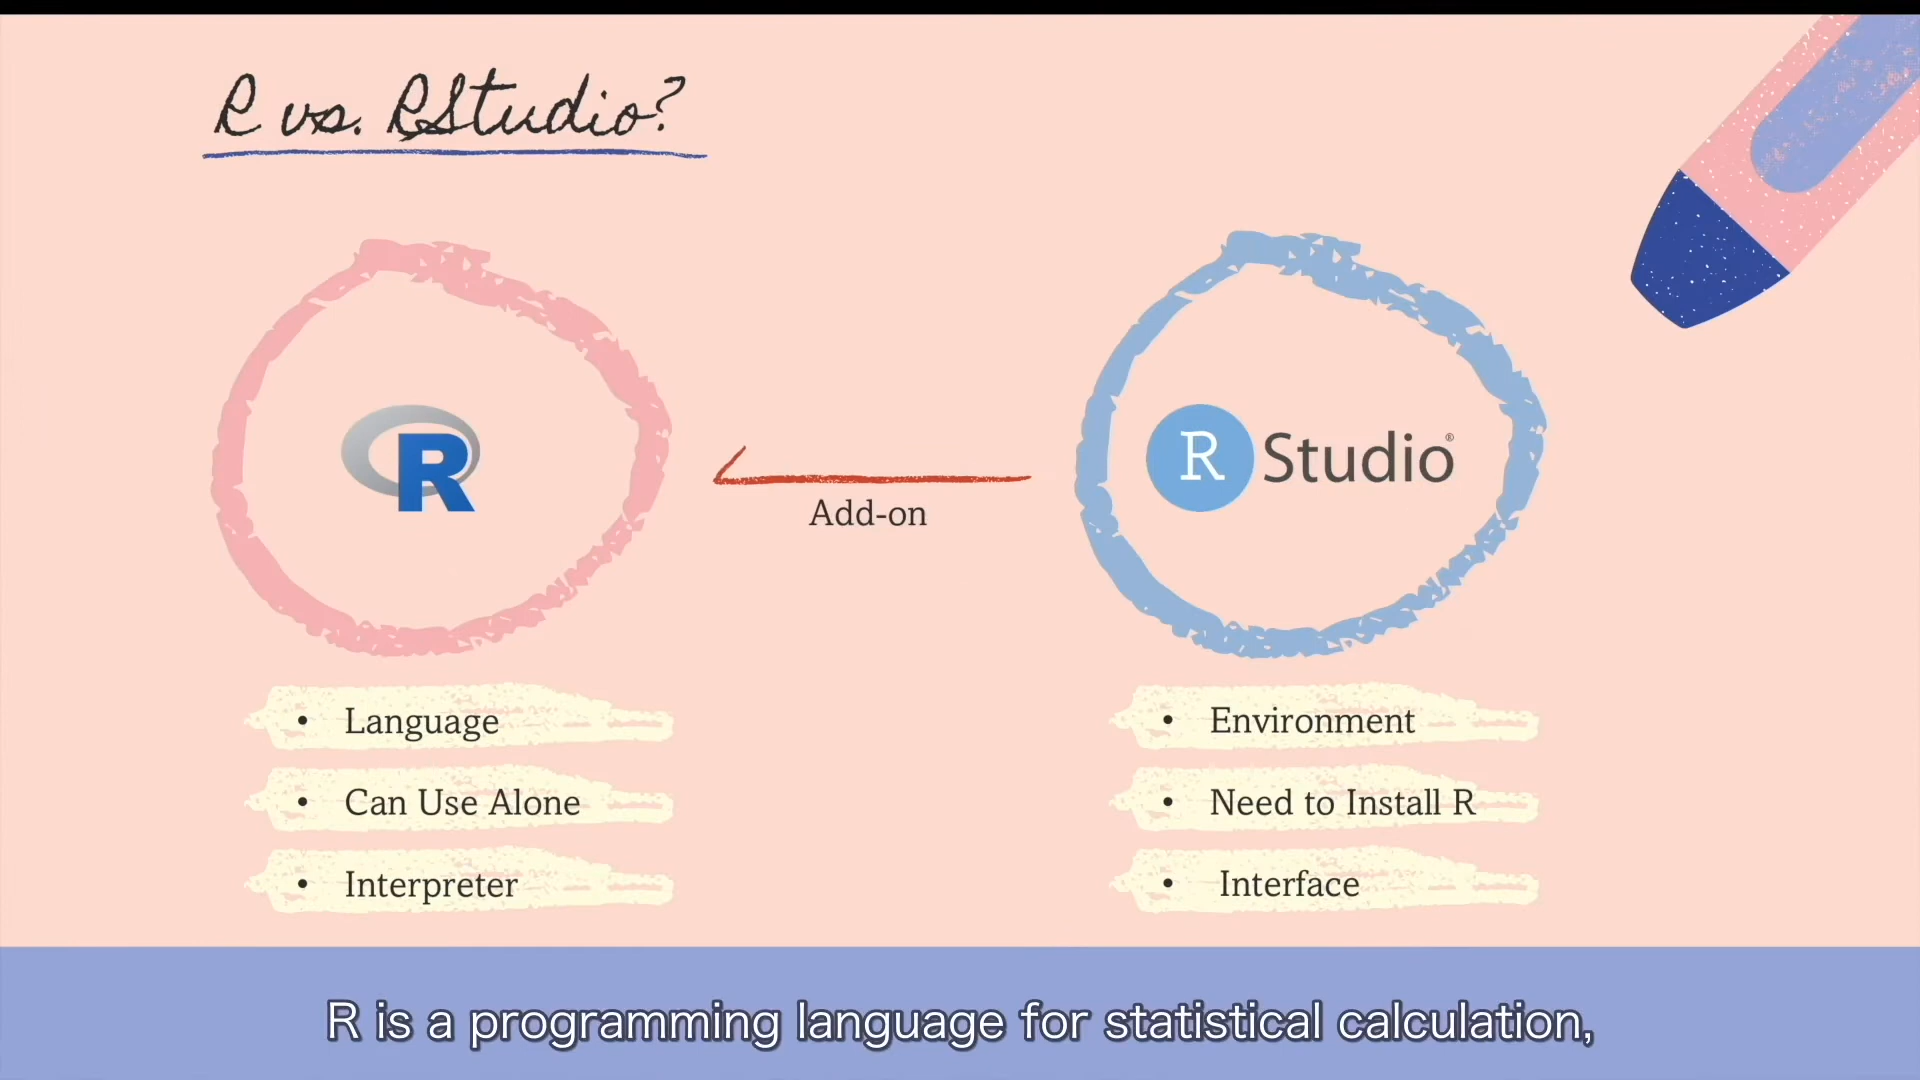 R vs. RStudio?
R
R Studio®
Add-on
• Language
• Can Use Alone
• Interpreter
• Environment
• Need to Install R
• Interface
R is a programming language for statistical calculation,